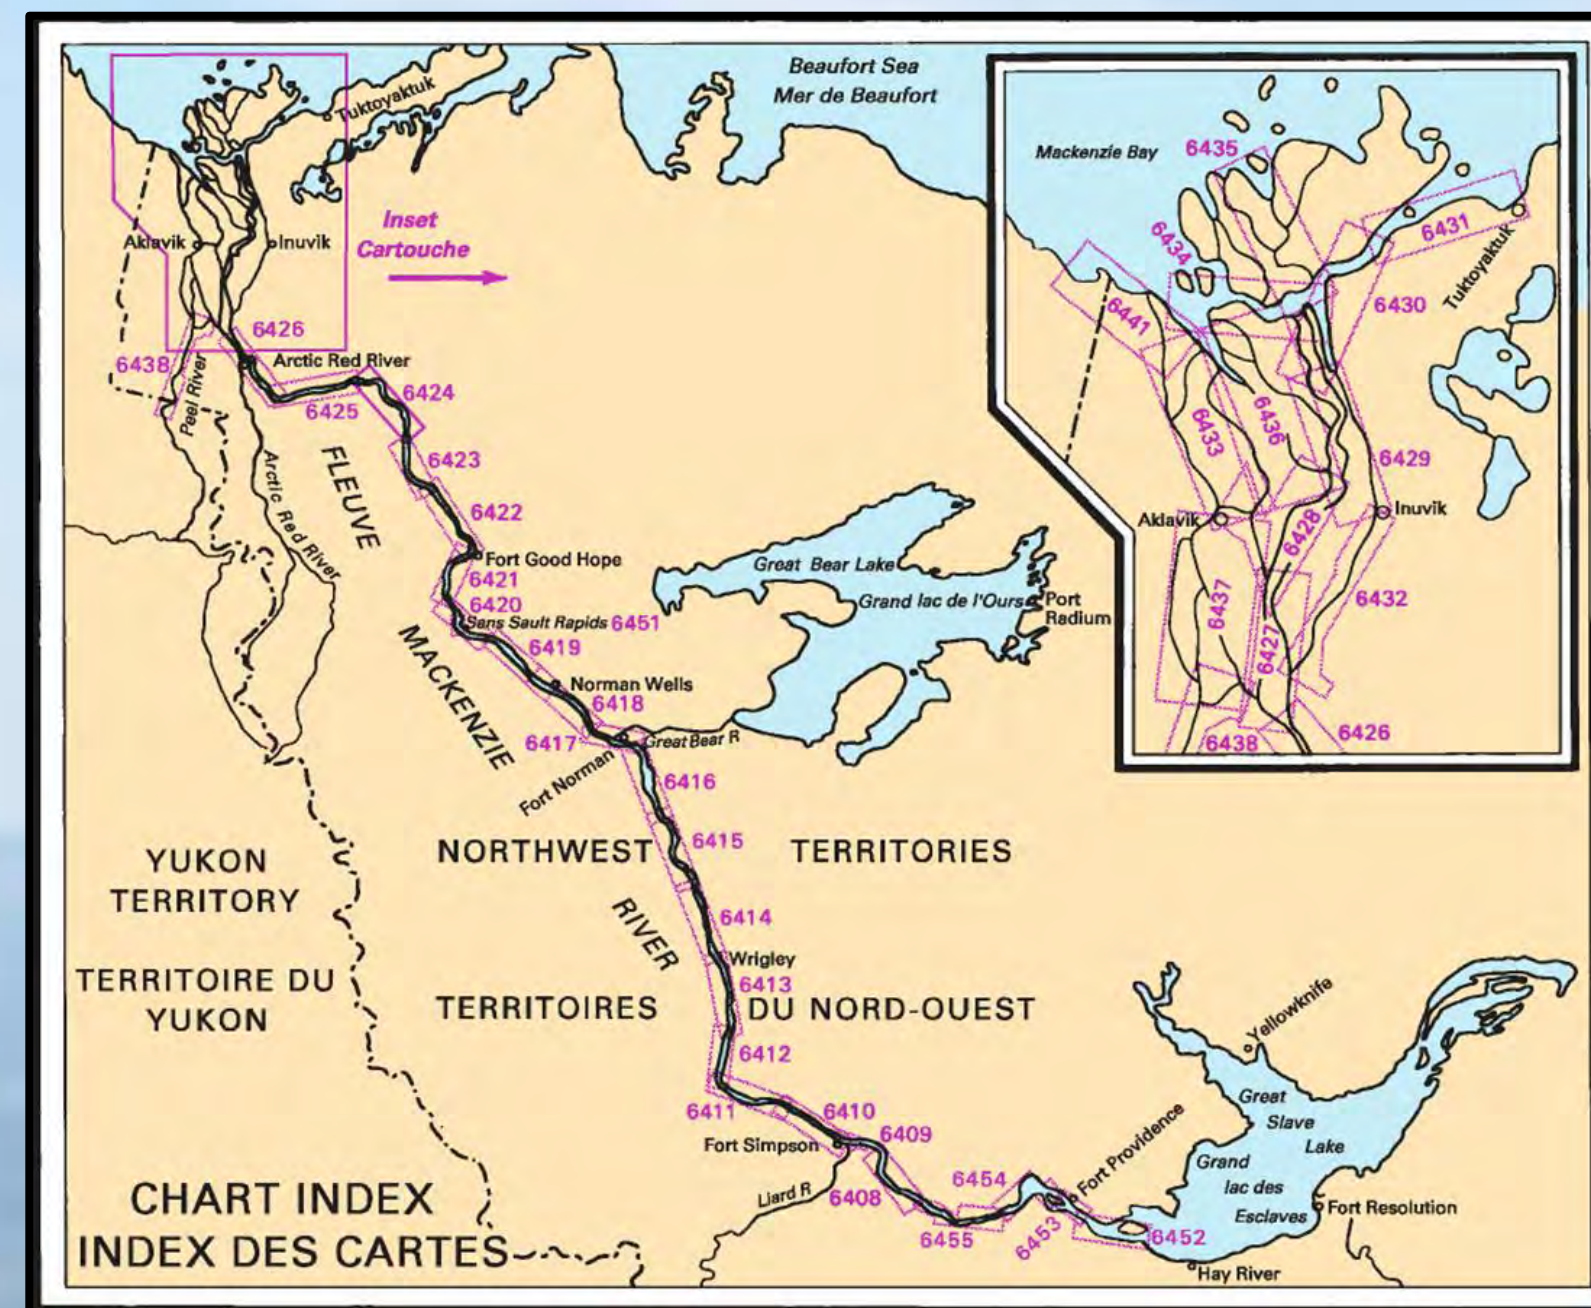 Beaufort Sea
Mer de Beaufort
Tuktoyaktuk
Inset
Cartouche
Aklavik
Inuvik
6426
6438
Arctic Red River
Peel River
6425
6424
6423
Arctic Red River
FLEUVE
6422
Fort Good Hope
6421
6420
Sans Sault Rapids 6451
6419
MACKENZIE
Norman Wells
6418
6417
Great Bear R
Fort Norman
6416
Great Bear Lake
Grand lac de l'Ours
Port
Radium
6415
NORTHWEST TERRITORIES
YUKON
TERRITORY
RIVER
6414
Wrigley
6413
TERRITOIRE DU
YUKON
TERRITOIRES DU NORD-OUEST
6412
6411
6410
6409
Fort Simpson
Liard R
6408
6455
6454
6453
Fort Providence
6452
Yellowknife
Great
Slave
Lake
Grand
lac des
Esclaves
Fort Resolution
Hay River
CHART INDEX
INDEX DES CARTES
Mackenzie Bay
6435
6434
6431
Tuktoyaktuk
6430
6441
6433
6436
6429
Aklavik
Inuvik
6428
6437
6427
6432
6438
6426